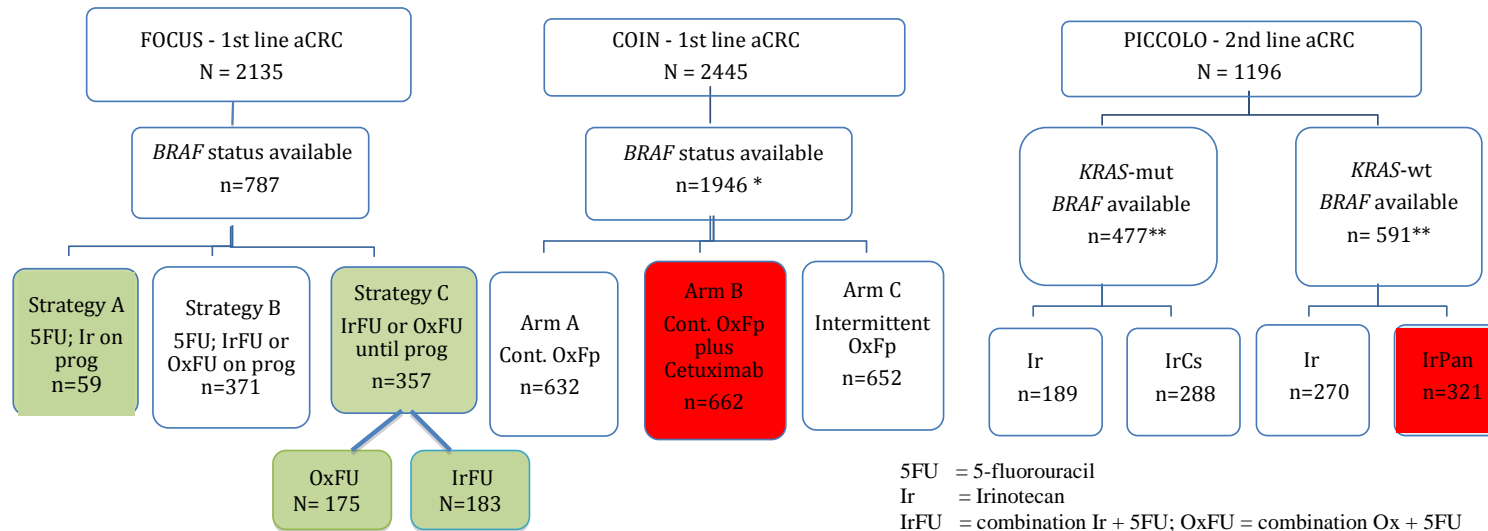 FOCUS - 1st line aCRC
N = 2135
BRAF status available
n=787
Strategy A
5FU; Ir on
prog
n=59
Strategy B
5FU; IrFU or
OxFU on prog
n=371
Strategy C
IrFU or OxFU
until prog
n=357
OxFU
N= 175
IrFU
N=183
COIN - 1st line aCRC
N = 2445
BRAF status available
n=1946 *
Arm A
Cont. OxFp
n=632
Arm B
Cont. OxFp
plus
Cetuximab
n=662
Arm C
Intermittent
OxFp
n=652
PICCOLO - 2nd line aCRC
N = 1196
KRAS-mut
BRAF available
n=477**
KRAS-wt
BRAF available
n= 591**
Ir
n=189
IrCs
n=288
Ir
n=270
IrPan
n=321
5FU = 5-fluorouracil
Ir = Irinotecan
IrFU = combination Ir + 5FU; OxFU = combination Ox + 5FU